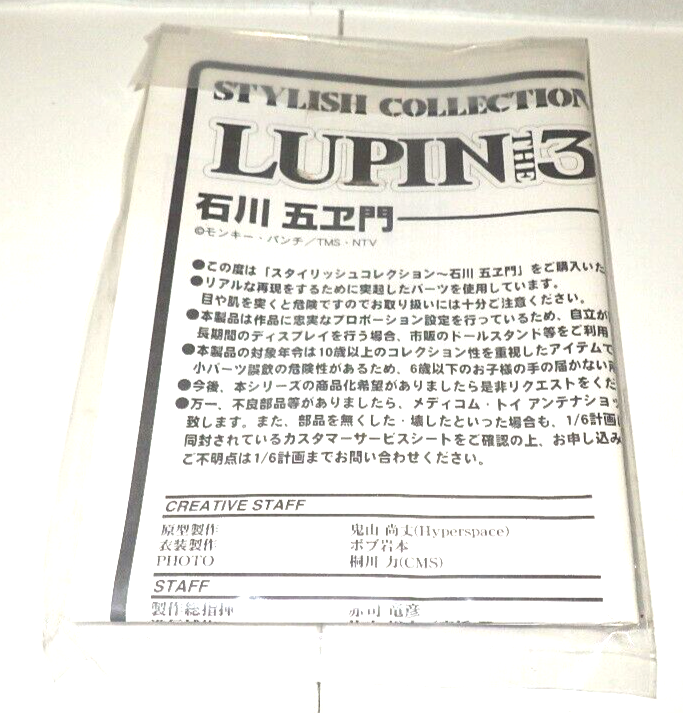 STYLISH COLLECTION
LUPIN THE 3
石川 五ヱ門
©モンキー・パンチ／TMS・NTV
●この度は「スタイリッシュコレクション～石川 五ヱ門」をご購入いた
●リアルな再現をするために突起したパーツを使用しています。
目や肌を突くと危険ですのでお取り扱いには十分ご注意ください。
●本製品は作品に忠実なプロポーション設定を行っているため、自立が
長期間のディスプレイを行う場合、市販のドールスタンド等をご利用
●本製品の対象年令は10歳以上のコレクション性を重視したアイテムで
小パーツ誤飲の危険性があるため、6歳以下のお子様の手の届かない
●今後、本シリーズの商品化希望がありましたら是非リクエストをくだ
●万一、不良部品等がありましたら、メディコム・トイ アンテナショッ
致します。また、部品を無くした・壊したといった場合も、1/6計画
同封されているカスタマーサービスシートをご確認の上、お申し込み
ご不明点は1/6計画までお問い合わせください。
CREATIVE STAFF
原型製作 鬼山 尚丈(Hyperspace)
衣装製作 ボブ岩本
PHOTO 桐川 力(CMS)
STAFF
製作総指揮 赤司 竜彦